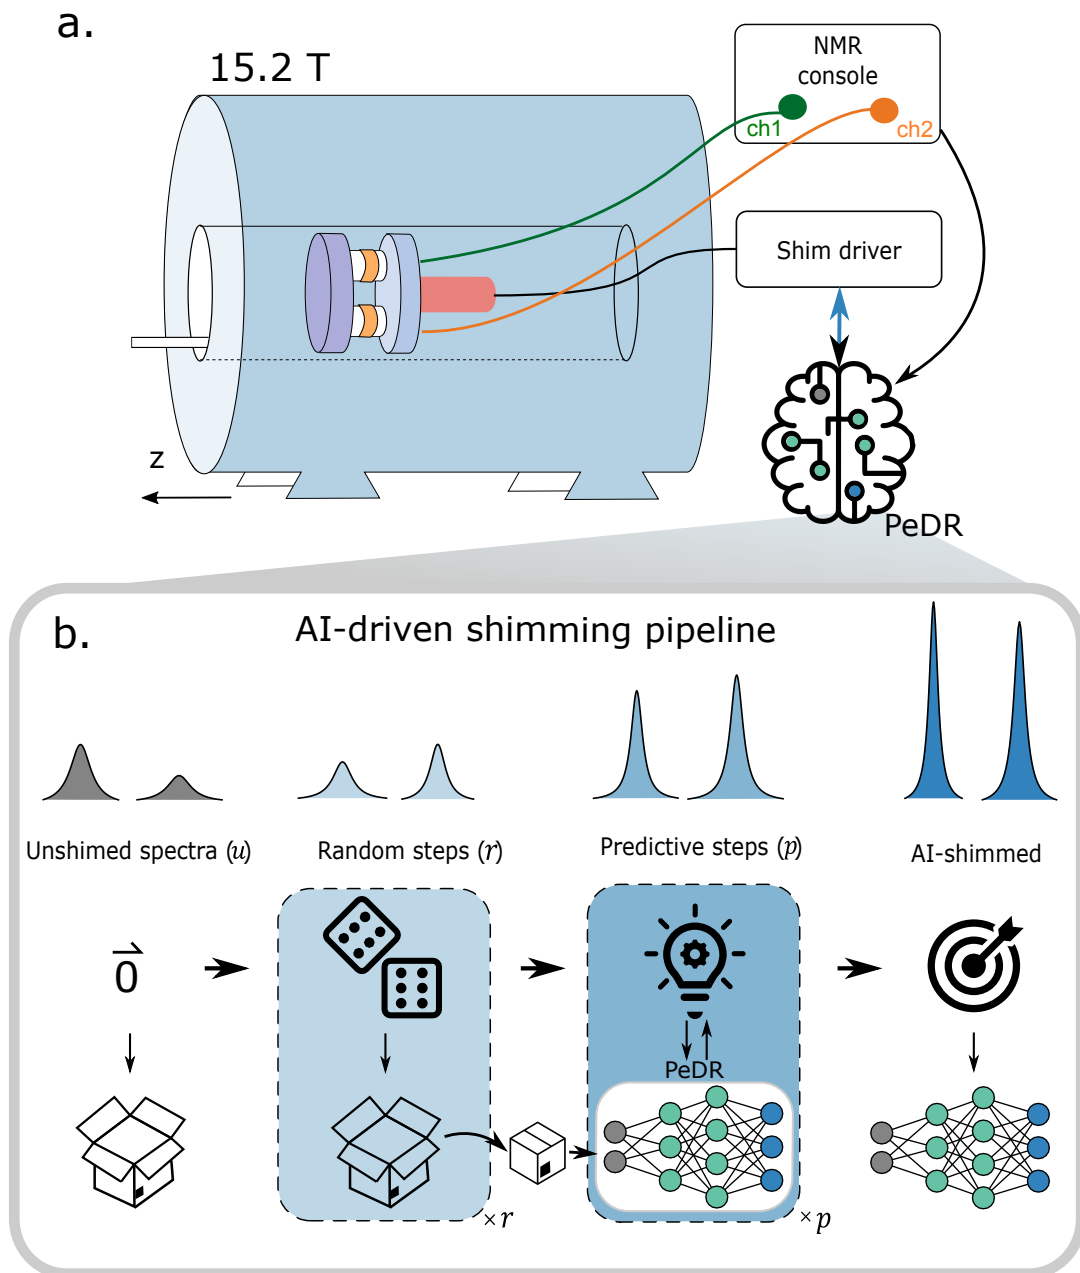 a.
15.2 T
NMR
console
ch1
ch2
Shim driver
z
PeDR
b.
AI-driven shimming pipeline
Unshimed spectra (u)
Random steps (r)
Predictive steps (p)
AI-shimmed
0⃗
PeDR
×r
×p